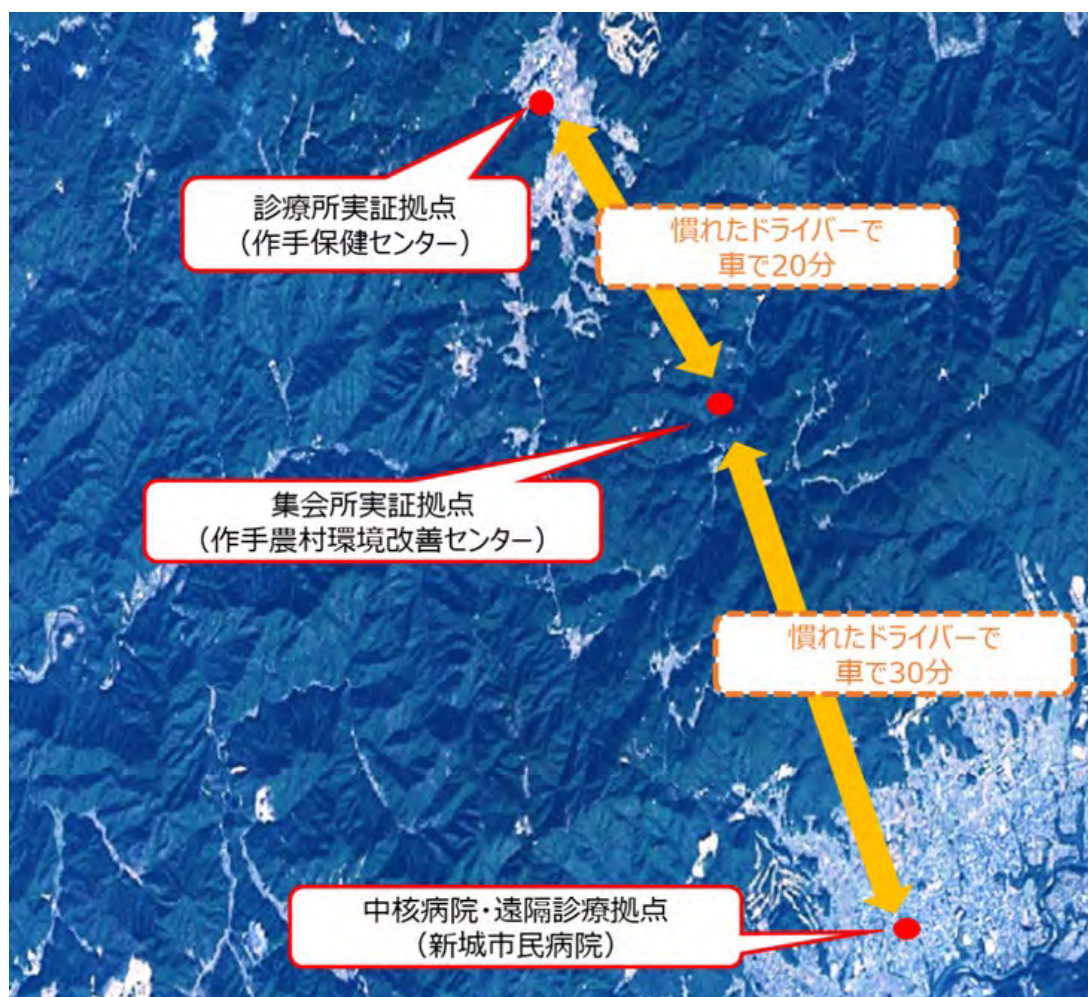 診療所実証拠点
（作手保健センター）
慣れたドライバーで
車で20分
集会所実証拠点
（作手農村環境改善センター）
慣れたドライバーで
車で30分
中核病院・遠隔診療拠点
（新城市民病院）